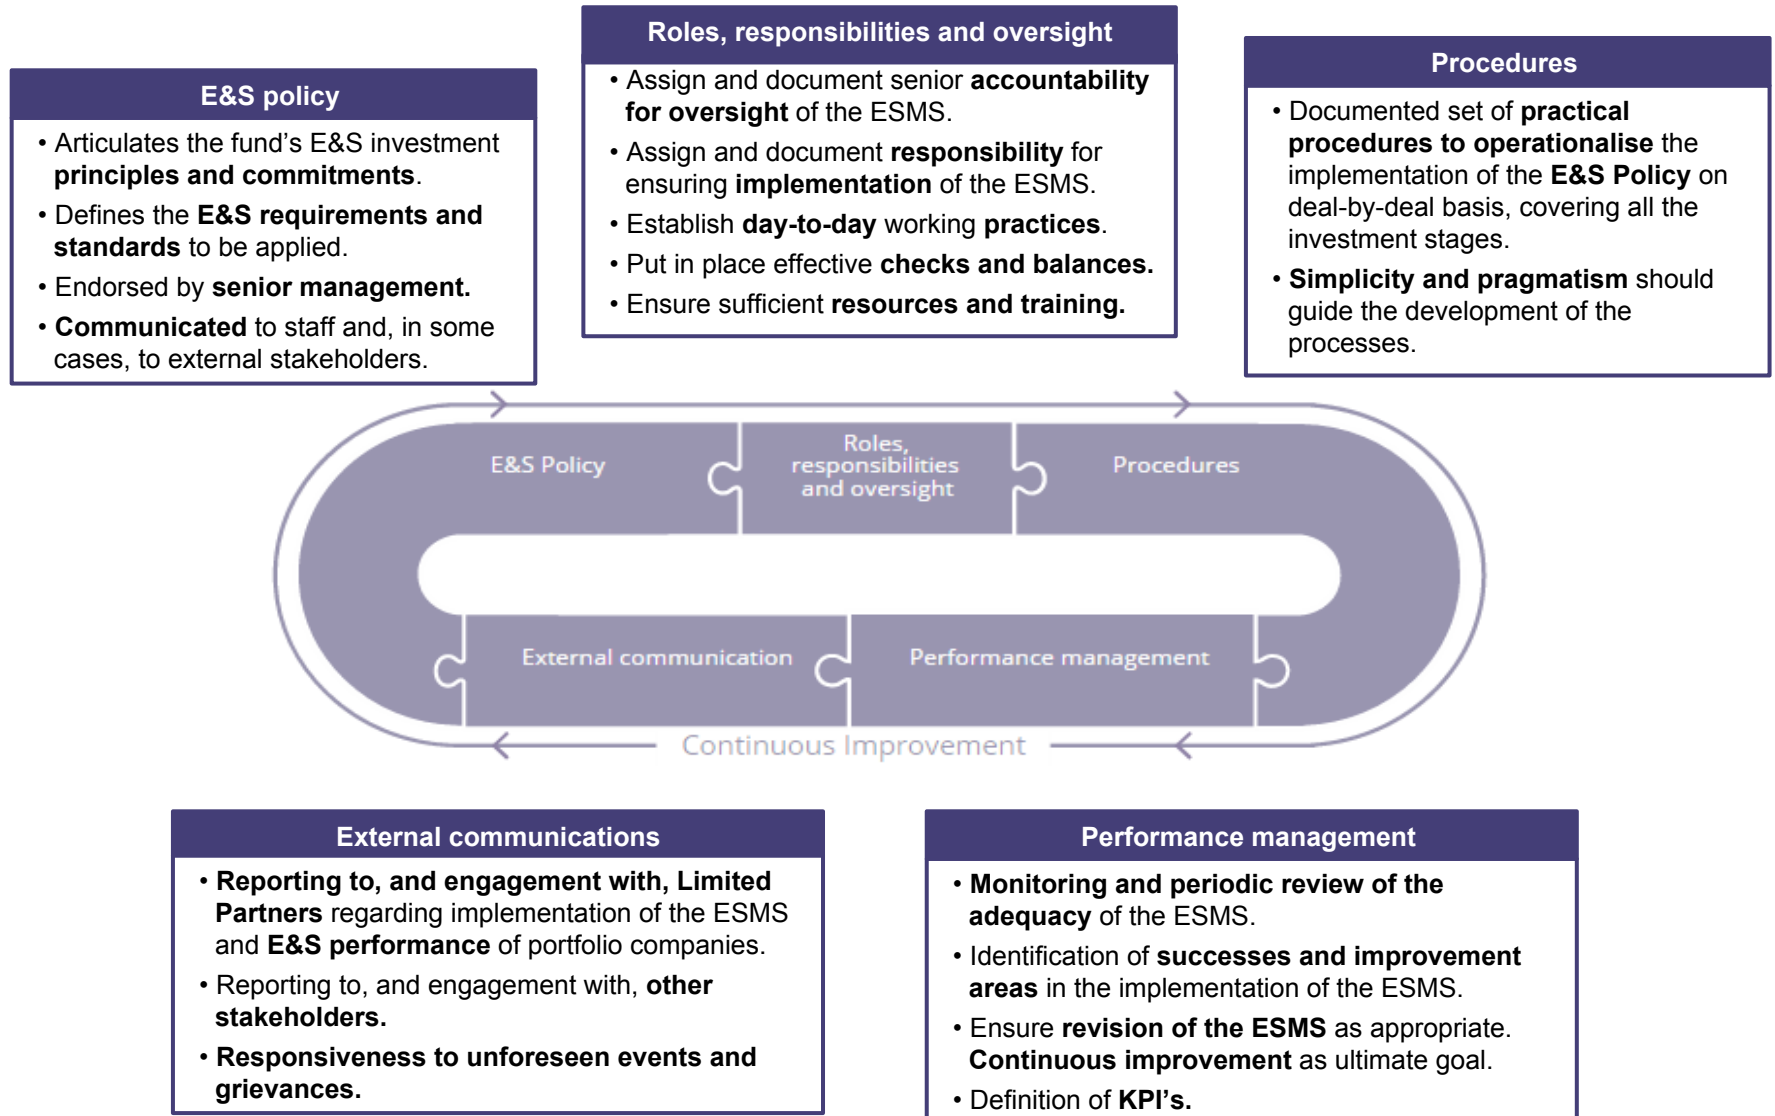 E&S policy
• Articulates the fund’s E&S investment
principles and commitments.
• Defines the E&S requirements and
standards to be applied.
• Endorsed by senior management.
• Communicated to staff and, in some
cases, to external stakeholders.
Roles, responsibilities and oversight
• Assign and document senior accountability
for oversight of the ESMS.
• Assign and document responsibility for
ensuring implementation of the ESMS.
• Establish day-to-day working practices.
• Put in place effective checks and balances.
• Ensure sufficient resources and training.
Procedures
• Documented set of practical
procedures to operationalise the
implementation of the E&S Policy on
deal-by-deal basis, covering all the
investment stages.
• Simplicity and pragmatism should
guide the development of the
processes.
E&S Policy
Roles,
responsibilities
and oversight
Procedures
External communication
Performance management
Continuous Improvement
External communications
• Reporting to, and engagement with, Limited
Partners regarding implementation of the ESMS
and E&S performance of portfolio companies.
• Reporting to, and engagement with, other
stakeholders.
• Responsiveness to unforeseen events and
grievances.
Performance management
• Monitoring and periodic review of the
adequacy of the ESMS.
• Identification of successes and improvement
areas in the implementation of the ESMS.
• Ensure revision of the ESMS as appropriate.
Continuous improvement as ultimate goal.
• Definition of KPI’s.